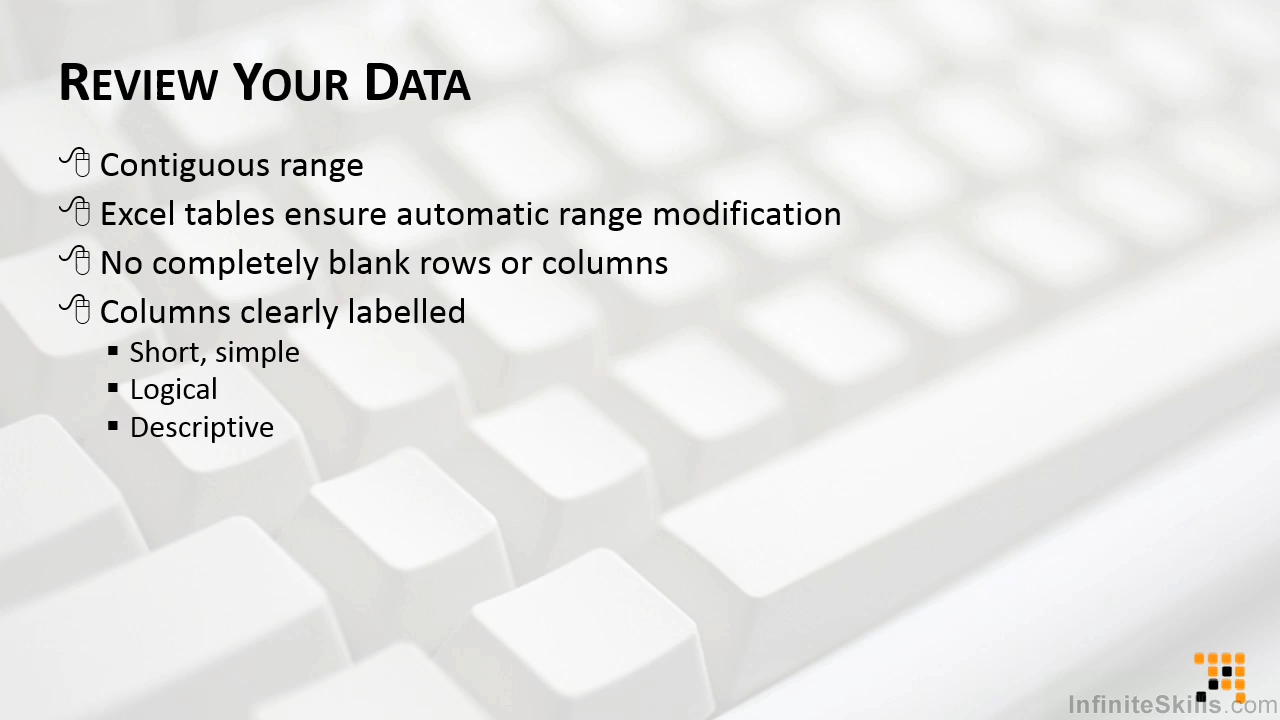 REVIEW YOUR DATA
Contiguous range
Excel tables ensure automatic range modification
No completely blank rows or columns
Columns clearly labelled
Short, simple
Logical
Descriptive
InfiniteSkills.com